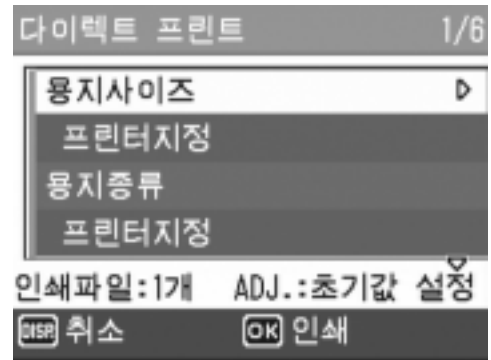 다이렉트 프린트 1/6
용지사이즈
프린터지정
용지종류
프린터지정
인쇄파일:1개 ADJ.:초기값 설정
DISP. 취소 OK 인쇄